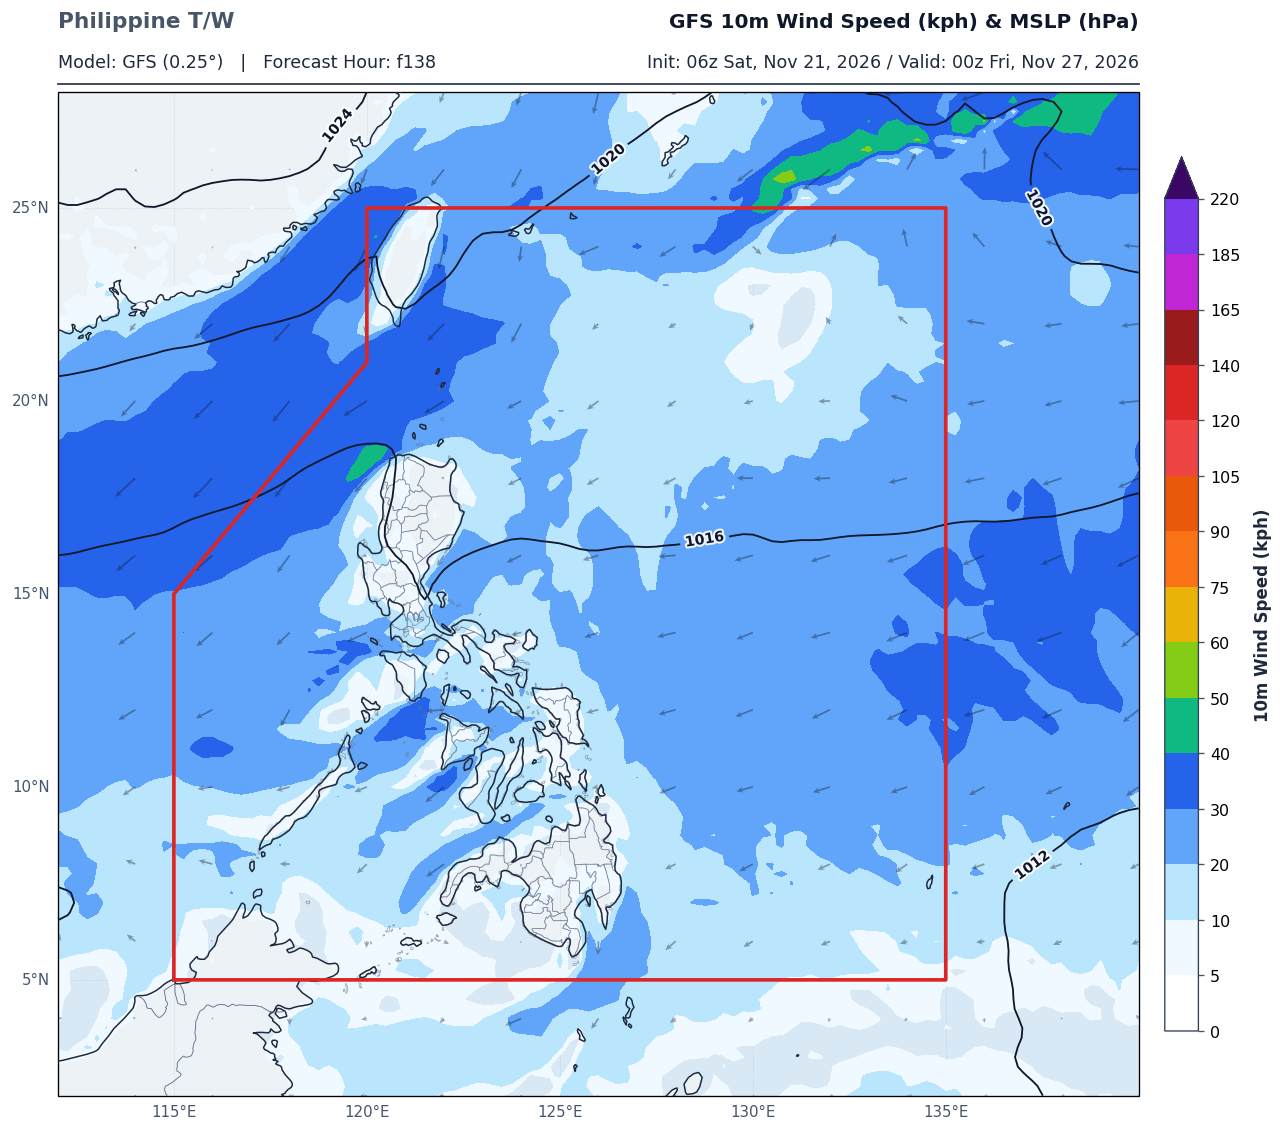 Philippine T/W
GFS 10m Wind Speed (kph) & MSLP (hPa)
Model: GFS (0.25°)   |   Forecast Hour: f138
Init: 06z Sat, Nov 21, 2026 / Valid: 00z Fri, Nov 27, 2026
1024
1020
1020
1016
1012
25°N
20°N
15°N
10°N
5°N
115°E
120°E
125°E
130°E
135°E
220
185
165
140
120
105
90
75
60
50
40
30
20
10
5
0
10m Wind Speed (kph)